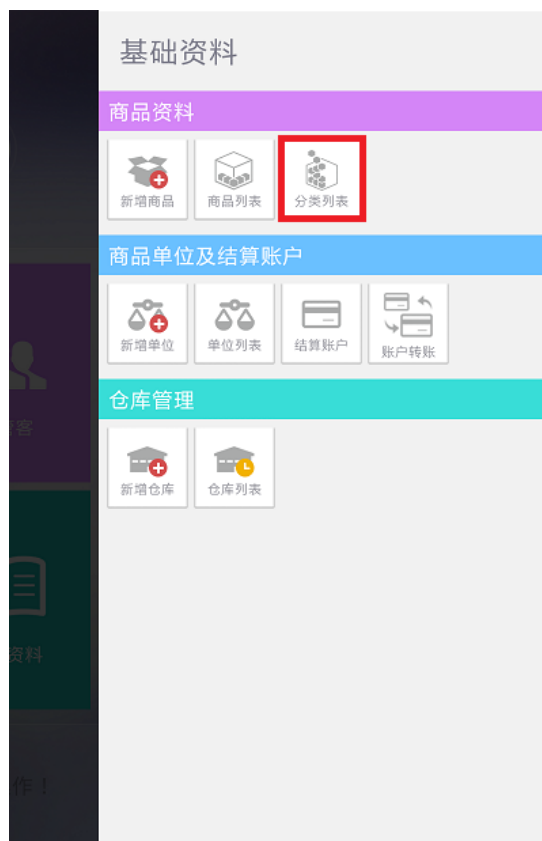 基础资料
商品资料
新增商品 商品列表 分类列表
商品单位及结算账户
新增单位 单位列表 结算账户 账户转账
客
仓库管理
新增仓库 仓库列表
资料
作！